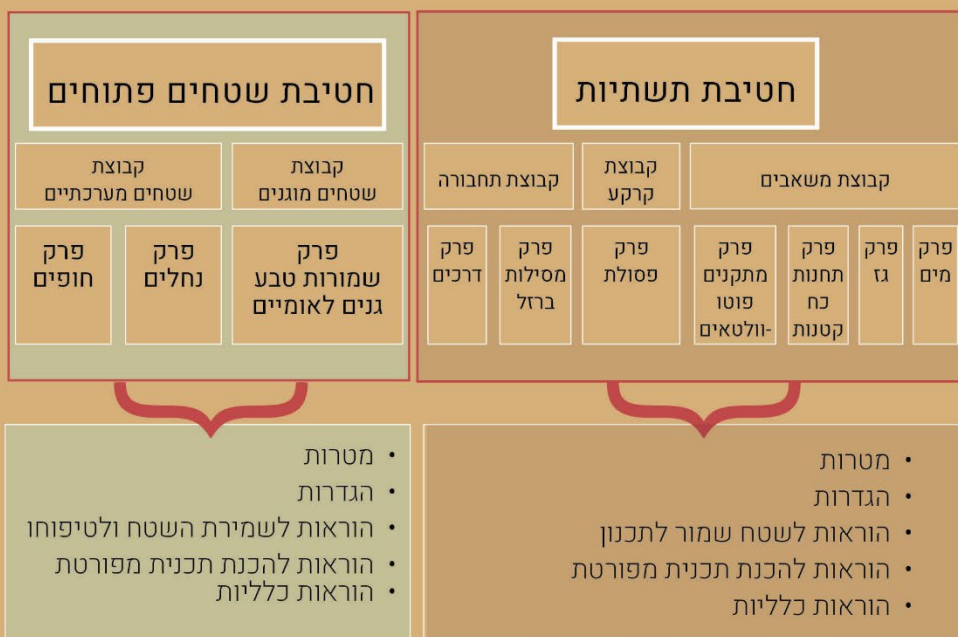 חטיבת תשתיות
קבוצת משאבים
קבוצת
קרקע
קבוצת תחבורה
פרק
מים
פרק
גז
פרק
תחנות
כח
קטנות
פרק
מתקנים
פוטו
וולטאים-
פרק
פסולת
פרק
מסילות
ברזל
פרק
דרכים
• מטרות
• הגדרות
• הוראות לשטח שמור לתכנון
• הוראות להכנת תכנית מפורטת
• הוראות כלליות
חטיבת שטחים פתוחים
קבוצת
שטחים מוגנים
קבוצת
שטחים מערכתיים
פרק
שמורות טבע
גנים לאומיים
פרק
נחלים
פרק
חופים
• מטרות
• הגדרות
• הוראות לשמירת השטח ולטיפוחו
• הוראות להכנת תכנית מפורטת
• הוראות כלליות